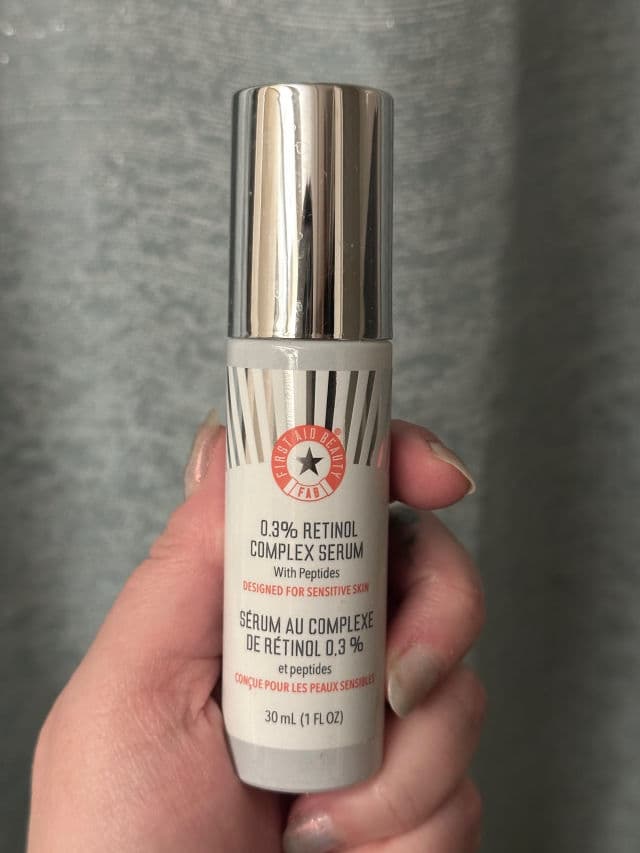 FIRST AID BEAUTY®
FAB
0.3% RETINOL
COMPLEX SERUM
With Peptides
DESIGNED FOR SENSITIVE SKIN
SÉRUM AU COMPLEXE
DE RÉTINOL 0,3 %
et peptides
CONÇUE POUR LES PEAUX SENSIBLES
30 mL (1 FL OZ)